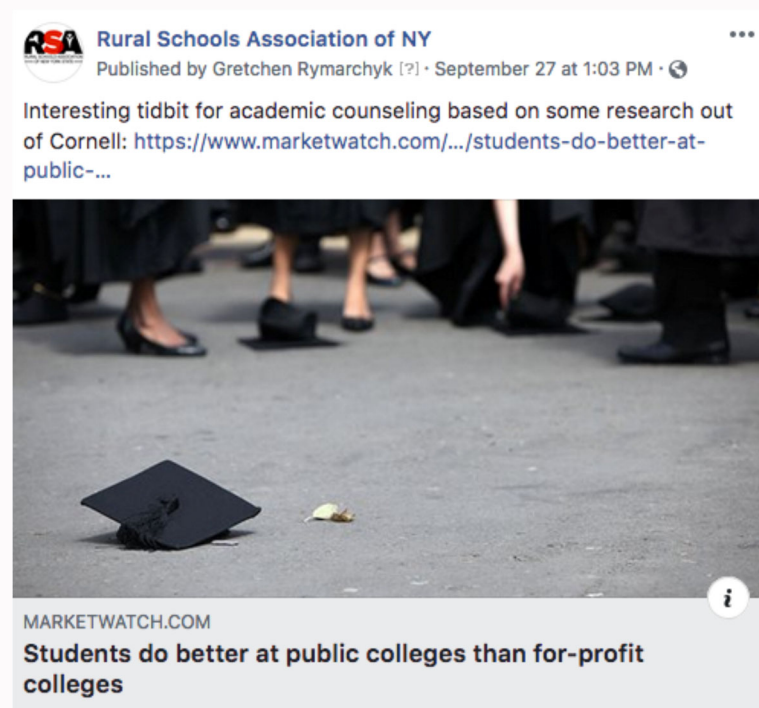 RSA
Rural Schools Association of NY
Published by Gretchen Rymarchyk [?] · September 27 at 1:03 PM ·
Interesting tidbit for academic counseling based on some research out
of Cornell: https://www.marketwatch.com/.../students-do-better-at-
public-...
i
MARKETWATCH.COM
Students do better at public colleges than for-profit
colleges